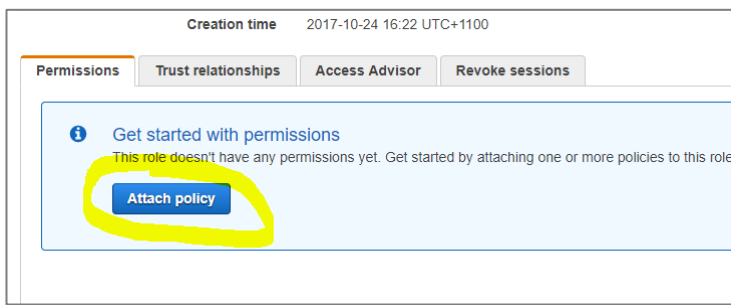 Creation time 2017-10-24 16:22 UTC+1100
Permissions Trust relationships Access Advisor Revoke sessions
Get started with permissions
This role doesn't have any permissions yet. Get started by attaching one or more policies to this role
Attach policy